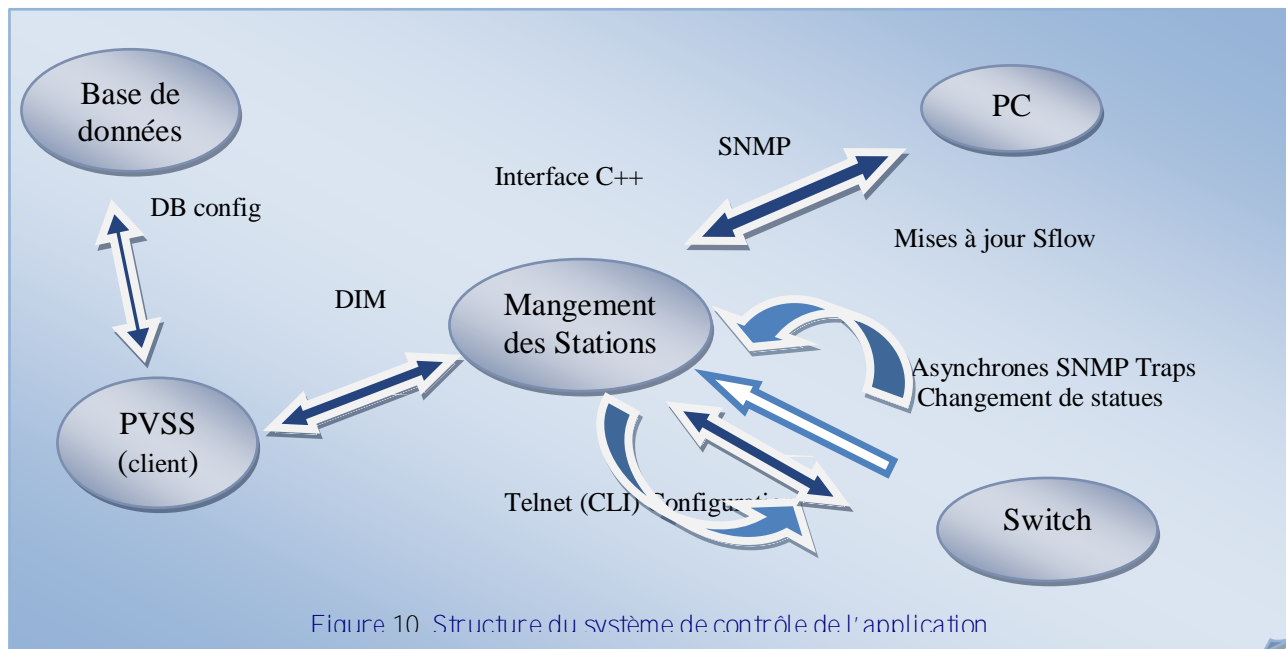 Base de
données
PC
SNMP
Interface C++
DB config
Mises à jour Sflow
DIM
Mangement
des Stations
Asynchrones SNMP Traps
Changement de statues
PVSS
(client)
Telnet (CLI) Configuration
Switch
Figure 10 Structure du système de contrôle de l'application